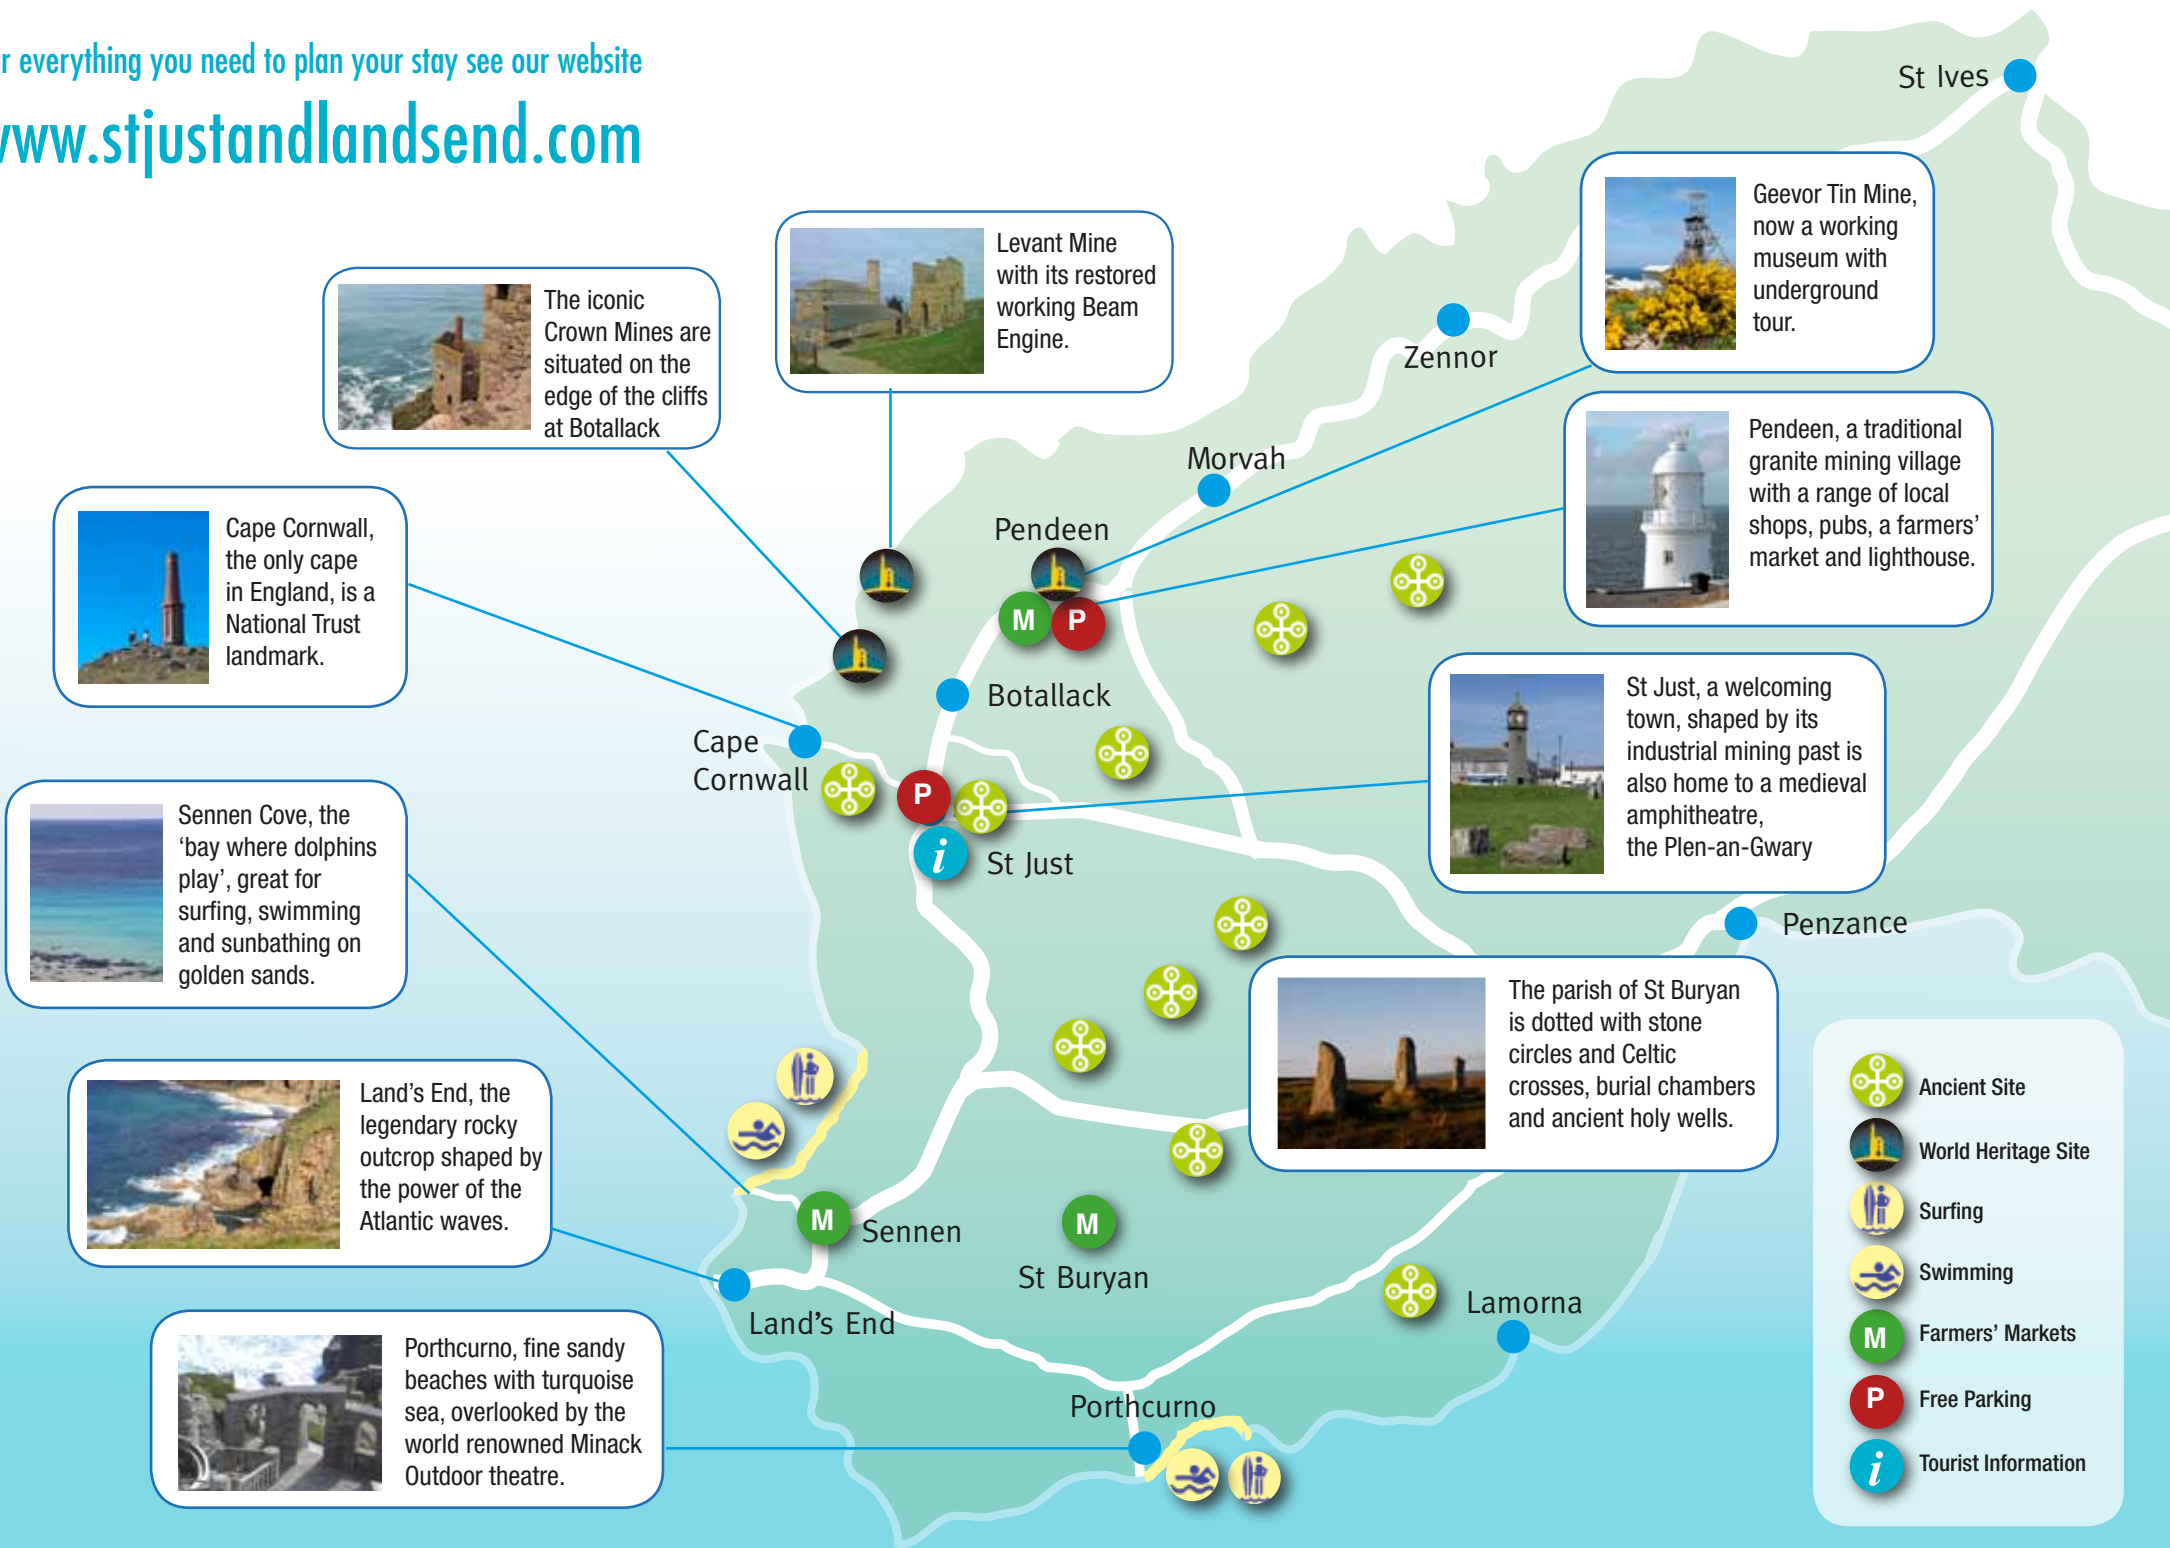 r everything you need to plan your stay see our website
www.stjustandlandsend.com
St Ives
Geevor Tin Mine,
now a working
museum with
underground
tour.
Levant Mine
with its restored
working Beam
Engine.
The iconic
Crown Mines are
situated on the
edge of the cliffs
at Botallack
Zennor
Pendeen, a traditional
granite mining village
with a range of local
shops, pubs, a farmers'
market and lighthouse.
Morvah
Pendeen
Cape Cornwall,
the only cape
in England, is a
National Trust
landmark.
M
P
St Just, a welcoming
town, shaped by its
industrial mining past is
also home to a medieval
amphitheatre,
the Plen-an-Gwary
Botallack
Cape
Cornwall
P
i
St Just
Sennen Cove, the
‘bay where dolphins
play’, great for
surfing, swimming
and sunbathing on
golden sands.
Penzance
The parish of St Buryan
is dotted with stone
circles and Celtic
crosses, burial chambers
and ancient holy wells.
Land’s End, the
legendary rocky
outcrop shaped by
the power of the
Atlantic waves.
M
Sennen
M
St Buryan
Land’s End
Lamorna
Porthcurno, fine sandy
beaches with turquoise
sea, overlooked by the
world renowned Minack
Outdoor theatre.
Porthcurno
Ancient Site
World Heritage Site
Surfing
Swimming
M Farmers’ Markets
P Free Parking
i Tourist Information